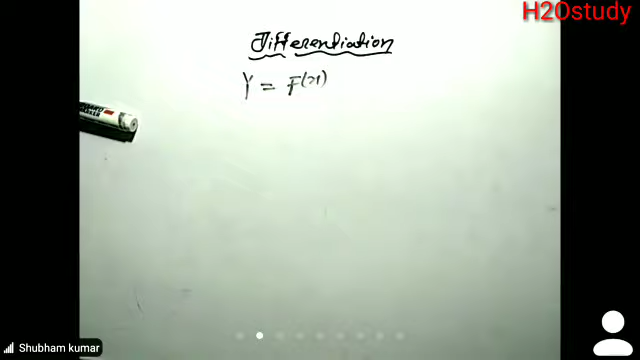 H2Ostudy
Differentiation
Y = F(x)
Shubham kumar